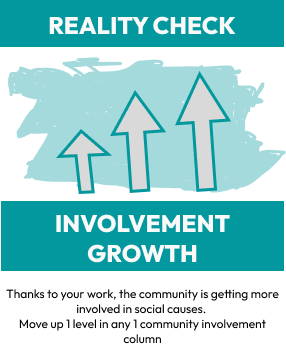 REALITY CHECK
INVOLVEMENT
GROWTH
Thanks to your work, the community is getting more
involved in social causes.
Move up 1 level in any 1 community involvement
column